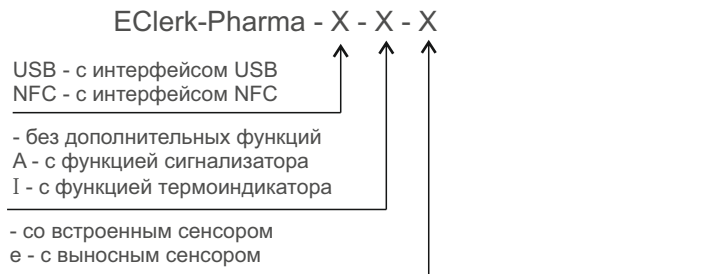 EClerk-Pharma - X - X - X
USB - с интерфейсом USB
NFC - с интерфейсом NFC
- без дополнительных функций
А - с функцией сигнализатора
I - с функцией термоиндикатора
- со встроенным сенсором
е - с выносным сенсором